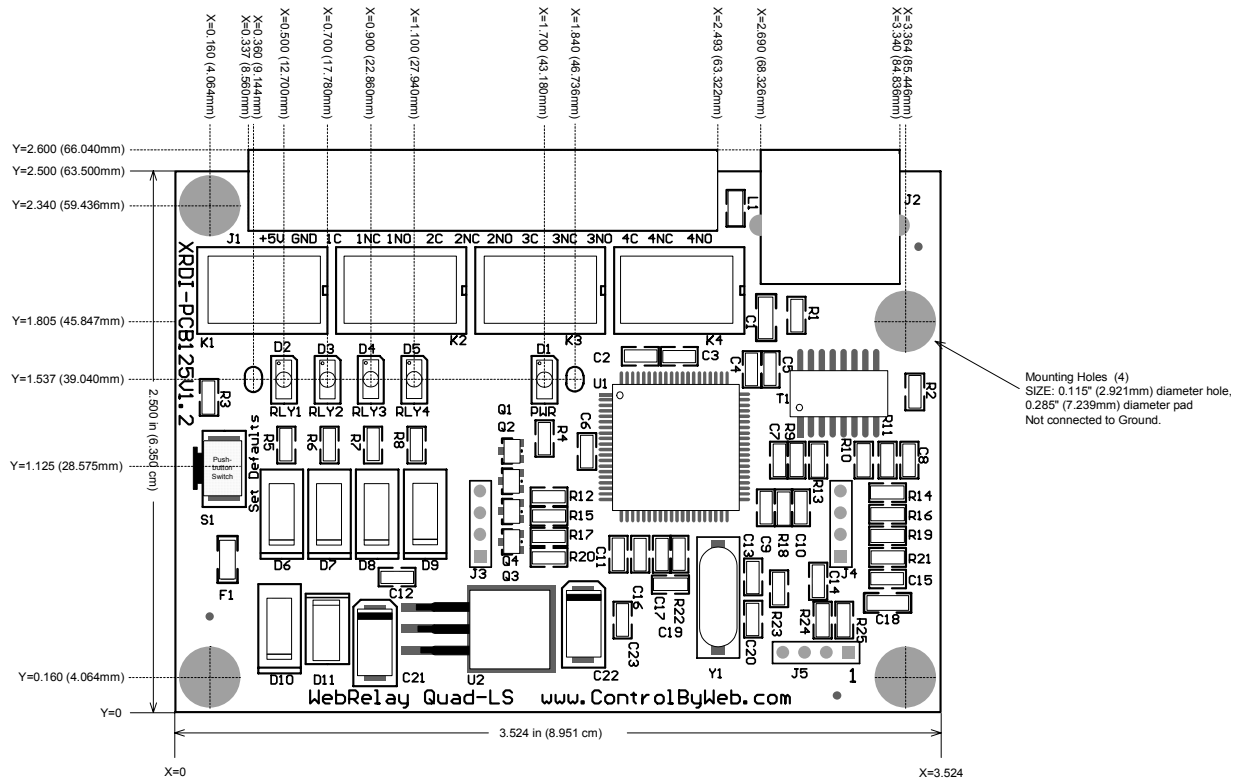 X=0.160 (4.064mm)
X=0.337 (8.560mm)
X=0.360 (9.144mm)
X=0.500 (12.700mm)
X=0.700 (17.780mm)
X=0.900 (22.860mm)
X=1.100 (27.940mm)
X=1.700 (43.180mm)
X=1.840 (46.736mm)
X=2.493 (63.322mm)
X=2.690 (68.326mm)
X=3.340 (84.836mm)
X=3.364 (85.446mm)
Y=2.600 (66.040mm)
Y=2.500 (63.500mm)
Y=2.340 (59.436mm)
Y=1.805 (45.847mm)
Y=1.537 (39.040mm)
Y=1.125 (28.575mm)
Y=0.160 (4.064mm)
Y=0
2.500 in (6.350 cm)
XRDI-PCB125V1.2
L1
J2
J1 +5V GND 1C 1NC 1NO 2C 2NC 2NO 3C 3NC 3NO 4C 4NC 4NO
K1 K2 K3 K4
C1 R1
D2 D3 D4 D5 D1
C2 C3 C4 C5
U1 T1
R3 R2
RLY1 RLY2 RLY3 RLY4 PWR
Mounting Holes (4)
SIZE: 0.115" (2.921mm) diameter hole,
0.285" (7.239mm) diameter pad
Not connected to Ground.
Set Defaults
Push-
button
Switch
S1
R5 R6 R7 R8
Q1
Q2
R4 C6
C7 R9 R13 R10 R11 C8
R12
R15
R17
R20
R14
R16
R19
R21
C15
C18
D6 D7 D8 D9
J3
Q4
Q3
C11 C16 C17 C19 R22
C13 C9 R18 C10
J4
C14
F1
C12
C23
C20 R23 R24 R25
D10 D11 C21 U2 C22 Y1 J5 1
WebRelay Quad-LS www.ControlByWeb.com
3.524 in (8.951 cm)
X=0
X=3.524